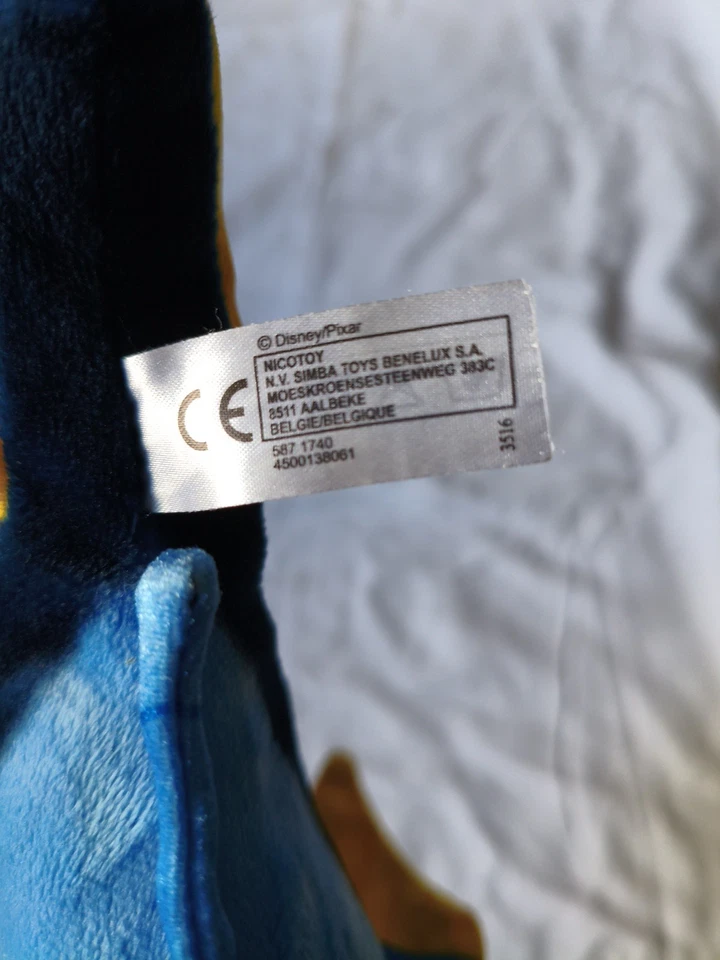 © Disney/Pixar
NICOTOY
N.V. SIMBA TOYS BENELUX S.A.
MOESKROENSESTEENWEG 383C
8511 AALBEKE
BELGIE/BELGIQUE
CE
587 1740
4500138061
3516